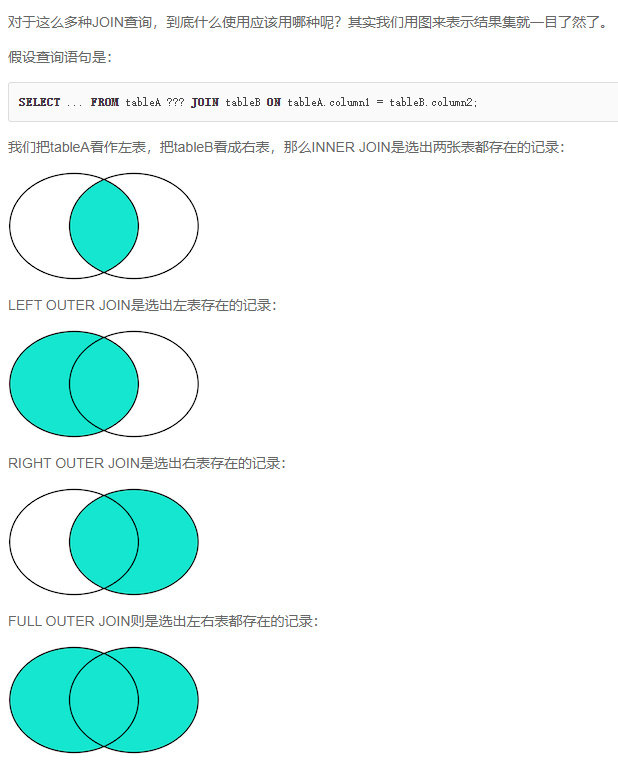 对于这么多种JOIN查询，到底什么使用应该用哪种呢？其实我们用图来表示结果集就一目了然了。
假设查询语句是：
SELECT ... FROM tableA ??? JOIN tableB ON tableA.column1 = tableB.column2;
我们把tableA看作左表，把tableB看成右表，那么INNER JOIN是选出两张表都存在的记录：
LEFT OUTER JOIN是选出左表存在的记录：
RIGHT OUTER JOIN是选出右表存在的记录：
FULL OUTER JOIN则是选出左右表都存在的记录：